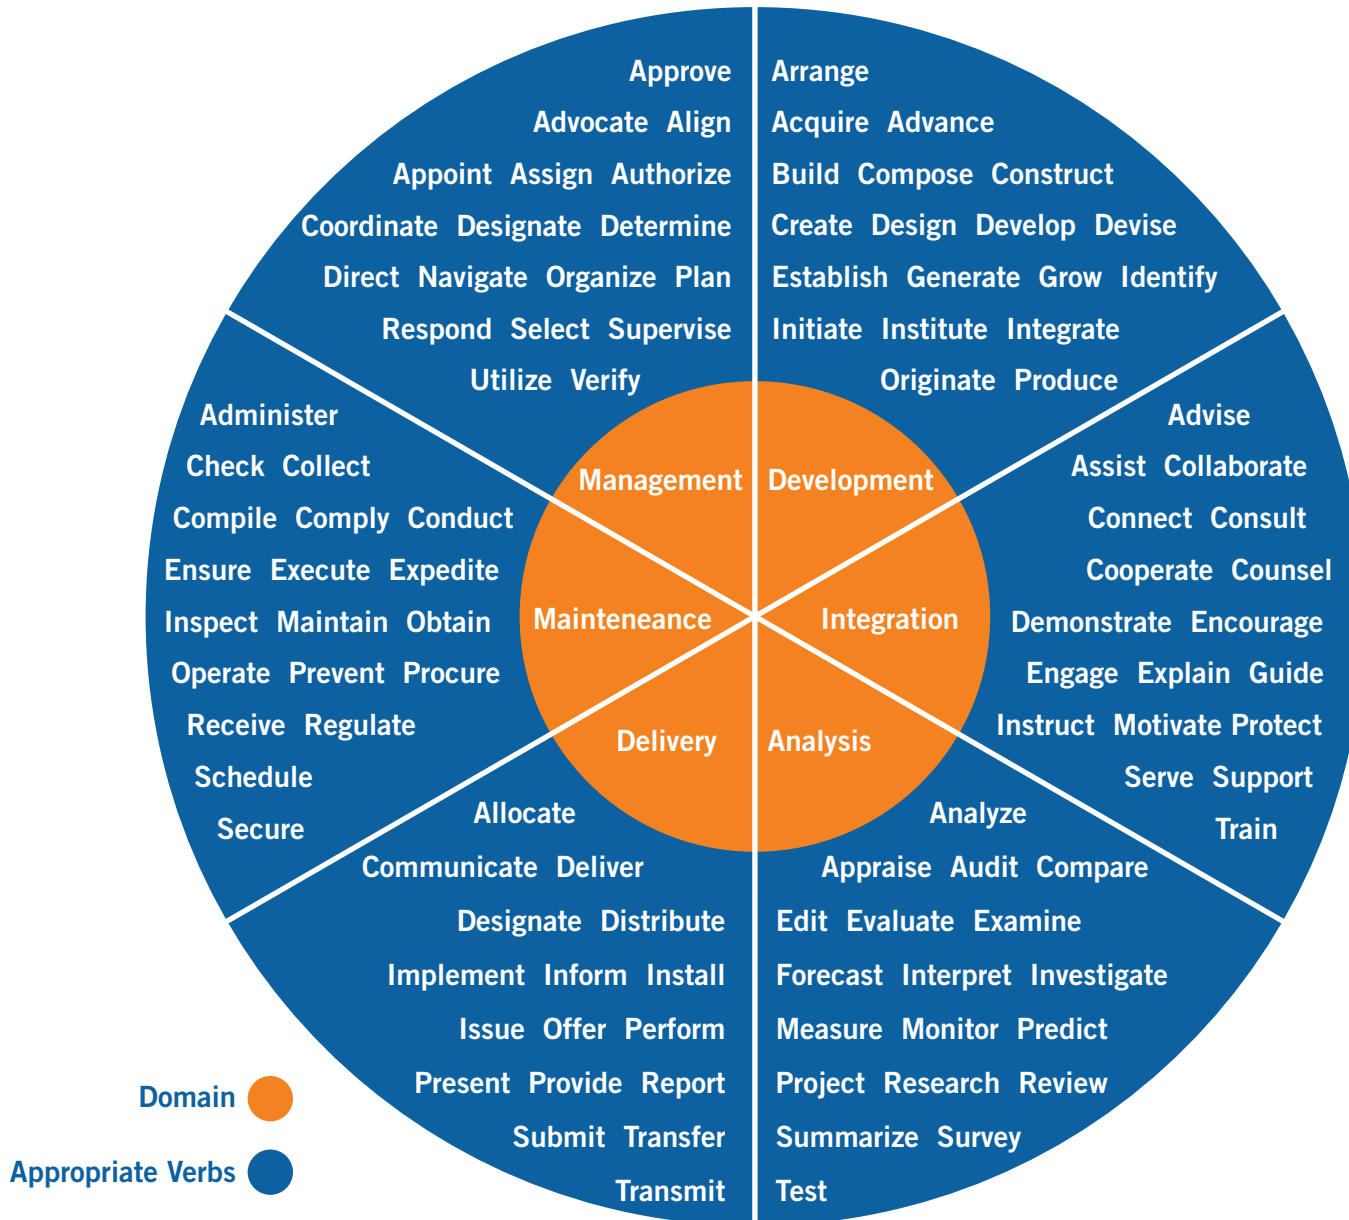 Approve
Advocate Align
Appoint Assign Authorize
Coordinate Designate Determine
Direct Navigate Organize Plan
Respond Select Supervise
Utilize Verify
Arrange
Acquire Advance
Build Compose Construct
Create Design Develop Devise
Establish Generate Grow Identify
Initiate Institute Integrate
Originate Produce
Administer
Check Collect
Compile Comply Conduct
Ensure Execute Expedite
Inspect Maintain Obtain
Operate Prevent Procure
Receive Regulate
Schedule
Secure
Management
Development
Mainteneance
Integration
Delivery
Analysis
Advise
Assist Collaborate
Connect Consult
Cooperate Counsel
Demonstrate Encourage
Engage Explain Guide
Instruct Motivate Protect
Serve Support
Train
Allocate
Communicate Deliver
Designate Distribute
Implement Inform Install
Issue Offer Perform
Present Provide Report
Submit Transfer
Transmit
Analyze
Appraise Audit Compare
Edit Evaluate Examine
Forecast Interpret Investigate
Measure Monitor Predict
Project Research Review
Summarize Survey
Test
Domain
Appropriate Verbs